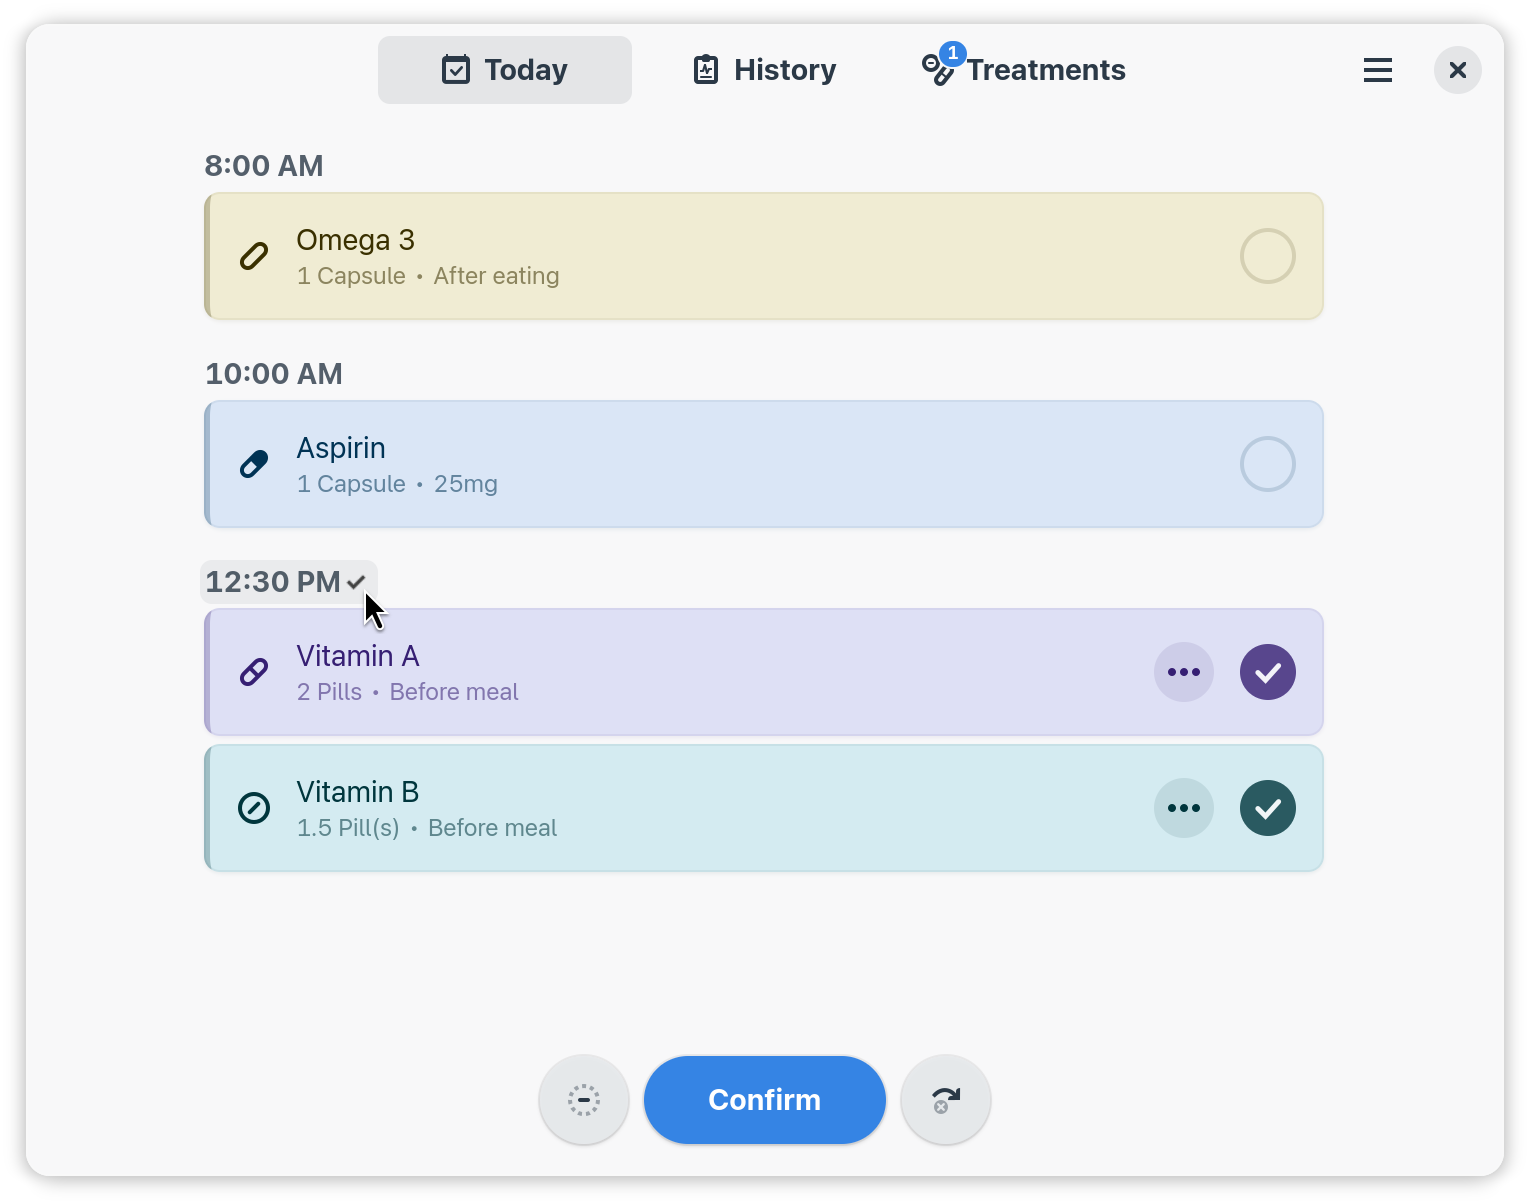 Today
History
1
Treatments
8:00 AM
Omega 3
1 Capsule • After eating
10:00 AM
Aspirin
1 Capsule • 25mg
12:30 PM
Vitamin A
2 Pills • Before meal
Vitamin B
1.5 Pill(s) • Before meal
Confirm